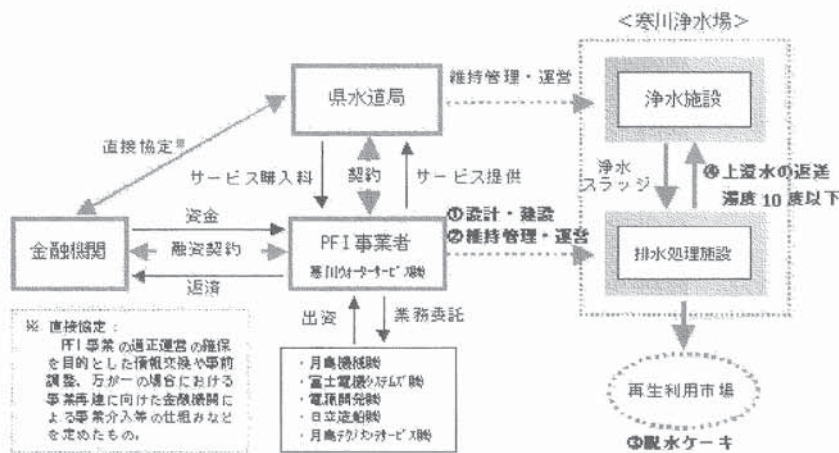 ＜寒川浄水場＞
県水道局
維持管理・運営
浄水施設
直接協定※
サービス購入料
契約
サービス提供
浄水
スラッジ
④上澄水の返送
濁度10度以下
①設計・建設
②維持管理・運営
資金
金融機関
融資契約
PFI事業者
寒川ウォーターサービス㈱
排水処理施設
返済
出資
業務委託
※ 直接協定：
PFI事業の適正運営の確保
を目的とした情報交換や事前
調整、万が一の場合における
事業再建に向けた金融機関に
よる事業介入等の仕組みなど
を定めたもの。
・月島機械㈱
・富士電機システムズ㈱
・電源開発㈱
・日立造船㈱
・月島テクノメンテサービス㈱
再生利用市場
③脱水ケーキ